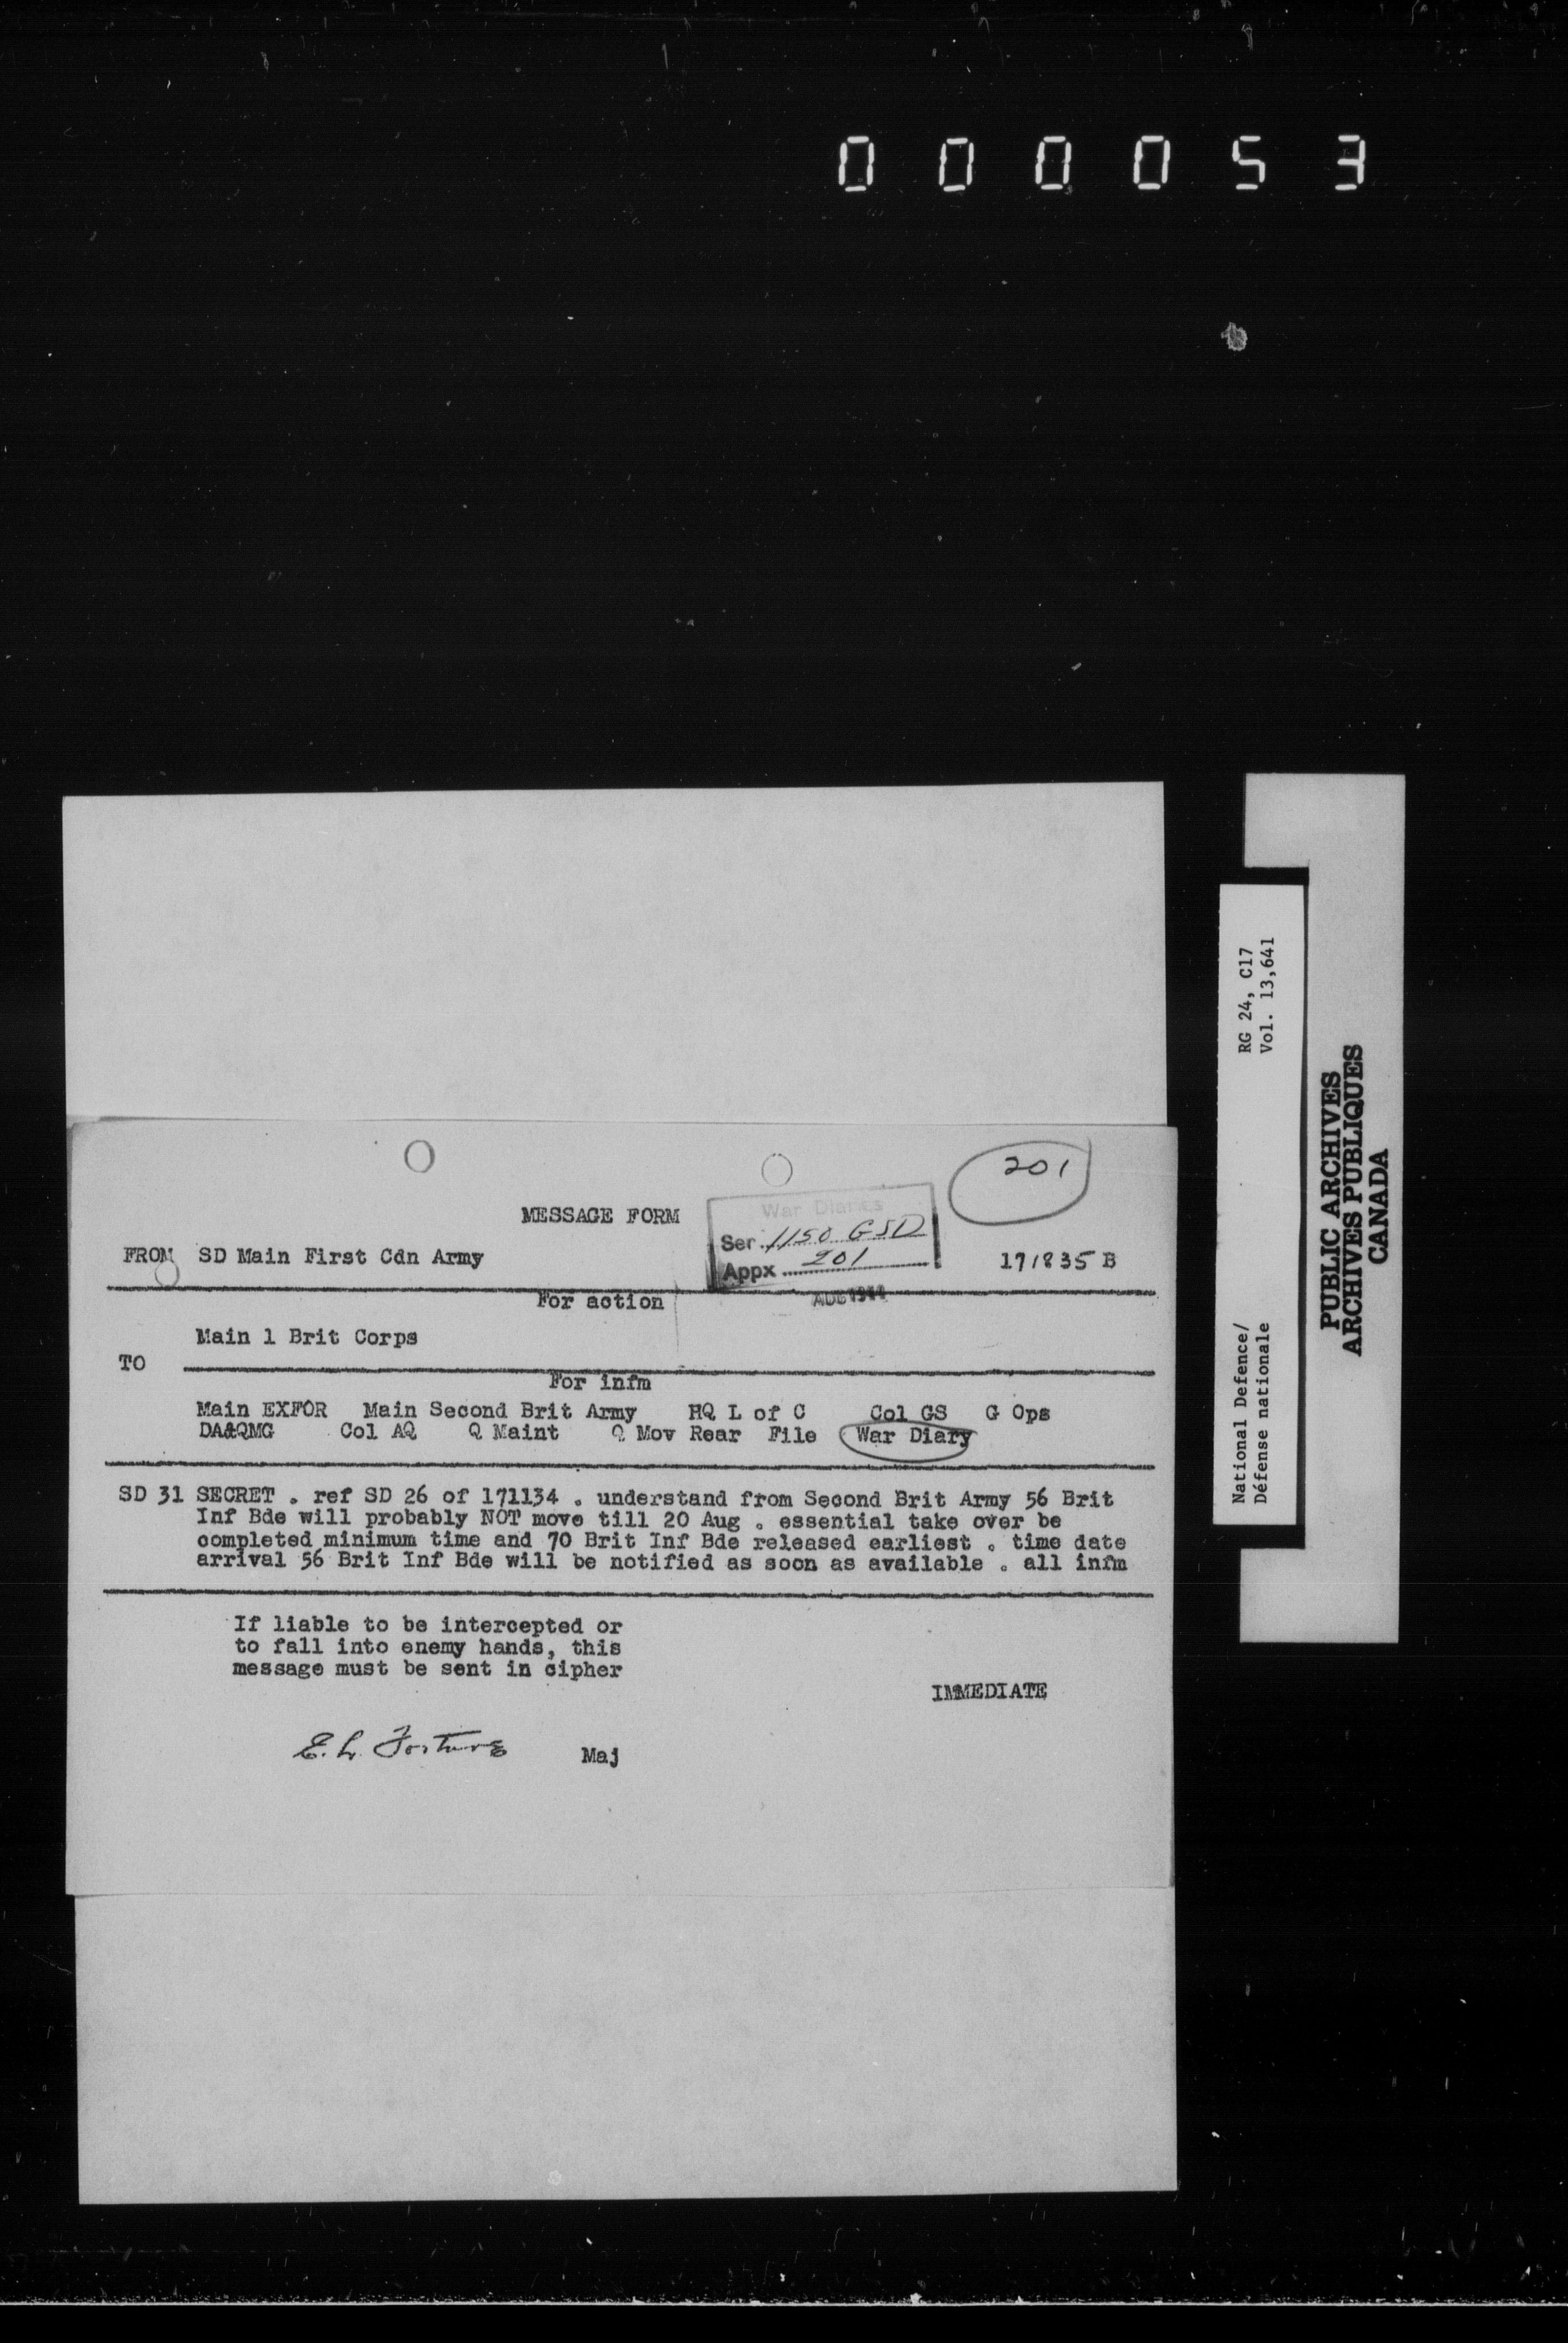 000053
201
MESSAGE FORM
War Diaries
Ser. 1150 GSD
Appx 201
FROM SD Main First Cdn Army
171835 B
AUG 1944
For action
Main 1 Brit Corps
TO
For infm
Main EXFOR Main Second Brit Army HQ L of C Col GS G Ops
DA&QMG Col AQ Q Maint Q Mov Rear File War Diary
SD 31 SECRET . ref SD 26 of 171134 . understand from Second Brit Army 56 Brit
Inf Bde will probably NOT move till 20 Aug . essential take over be
completed minimum time and 70 Brit Inf Bde released earliest . time date
arrival 56 Brit Inf Bde will be notified as soon as available . all infm
If liable to be intercepted or
to fall into enemy hands, this
message must be sent in cipher
IMMEDIATE
E. L. Fortune Maj
National Defence/ RG 24, C17
Défense nationale Vol. 13,641
PUBLIC ARCHIVES
ARCHIVES PUBLIQUES
CANADA